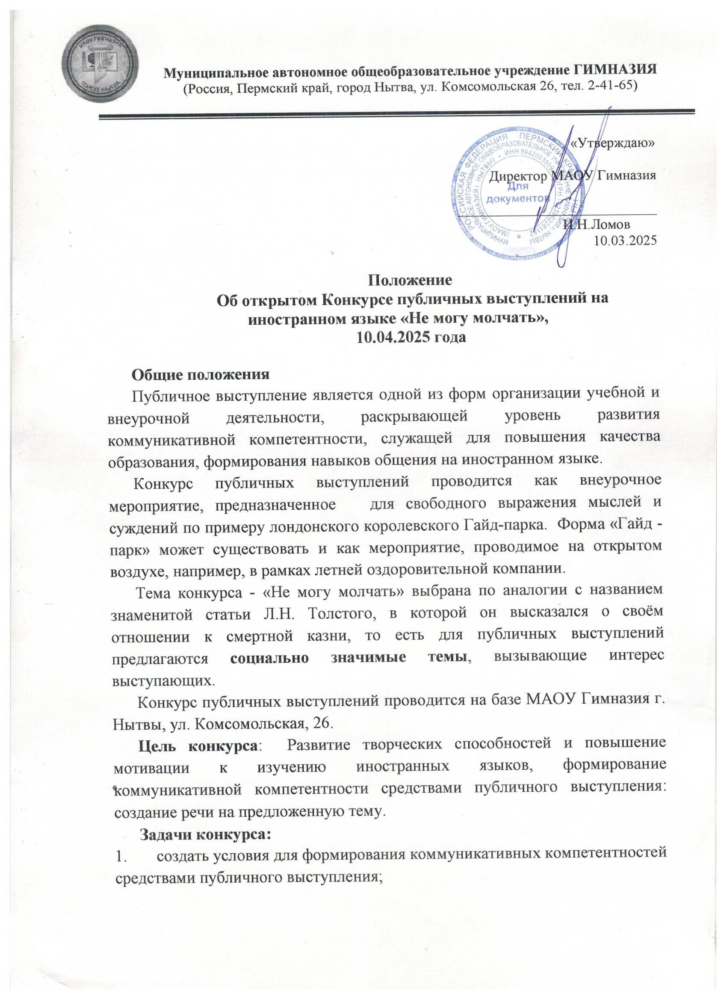 МАОУ ГИМНАЗИЯ
ГОРОД НЫТВА
Муниципальное автономное общеобразовательное учреждение ГИМНАЗИЯ
(Россия, Пермский край, город Нытва, ул. Комсомольская 26, тел. 2-41-65)
«Утверждаю»
Директор МАОУ Гимназия
И.Н.Ломов
10.03.2025
РОССИЙСКАЯ ФЕДЕРАЦИЯ ПЕРМСКИЙ КРАЙ г. НЫТВА
МУНИЦИПАЛЬНОЕ АВТОНОМНОЕ ОБЩЕОБРАЗОВАТЕЛЬНОЕ УЧРЕЖДЕНИЕ ГИМНАЗИЯ г. НЫТВЫ
(МАОУ ГИМНАЗИЯ г. НЫТВЫ) • ИНН 5942003809 ОГРН 1025902281162
Для
документов
Положение
Об открытом Конкурсе публичных выступлений на
иностранном языке «Не могу молчать»,
10.04.2025 года
Общие положения
Публичное выступление является одной из форм организации учебной и
внеурочной деятельности, раскрывающей уровень развития
коммуникативной компетентности, служащей для повышения качества
образования, формирования навыков общения на иностранном языке.
Конкурс публичных выступлений проводится как внеурочное
мероприятие, предназначенное для свободного выражения мыслей и
суждений по примеру лондонского королевского Гайд-парка. Форма «Гайд -
парк» может существовать и как мероприятие, проводимое на открытом
воздухе, например, в рамках летней оздоровительной компании.
Тема конкурса - «Не могу молчать» выбрана по аналогии с названием
знаменитой статьи Л.Н. Толстого, в которой он высказался о своём
отношении к смертной казни, то есть для публичных выступлений
предлагаются социально значимые темы, вызывающие интерес
выступающих.
Конкурс публичных выступлений проводится на базе МАОУ Гимназия г.
Нытвы, ул. Комсомольская, 26.
Цель конкурса: Развитие творческих способностей и повышение
мотивации к изучению иностранных языков, формирование
коммуникативной компетентности средствами публичного выступления:
создание речи на предложенную тему.
Задачи конкурса:
1. создать условия для формирования коммуникативных компетентностей
средствами публичного выступления;